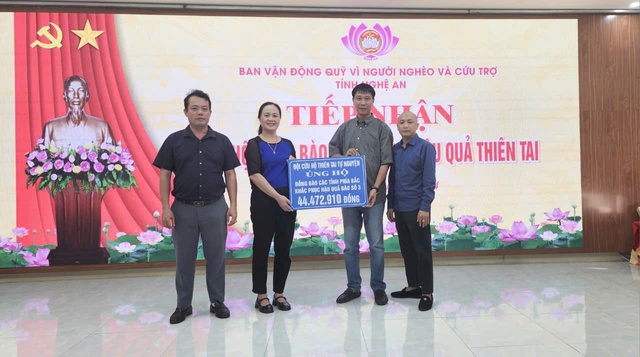 BAN VẬN ĐỘNG QUỸ VÌ NGƯỜI NGHÈO VÀ CỨU TRỢ
TỈNH NGHỆ AN
TIẾP NHẬN
BÀO QUẢ THIÊN TAI
ĐỘI CỨU HỘ THIÊN TAI TỰ NGUYỆN
ỦNG HỘ
ĐỒNG BÀO CÁC TỈNH PHÍA BẮC
KHẮC PHỤC HẬU QUẢ BÃO SỐ 3
44.472.910 ĐỒNG